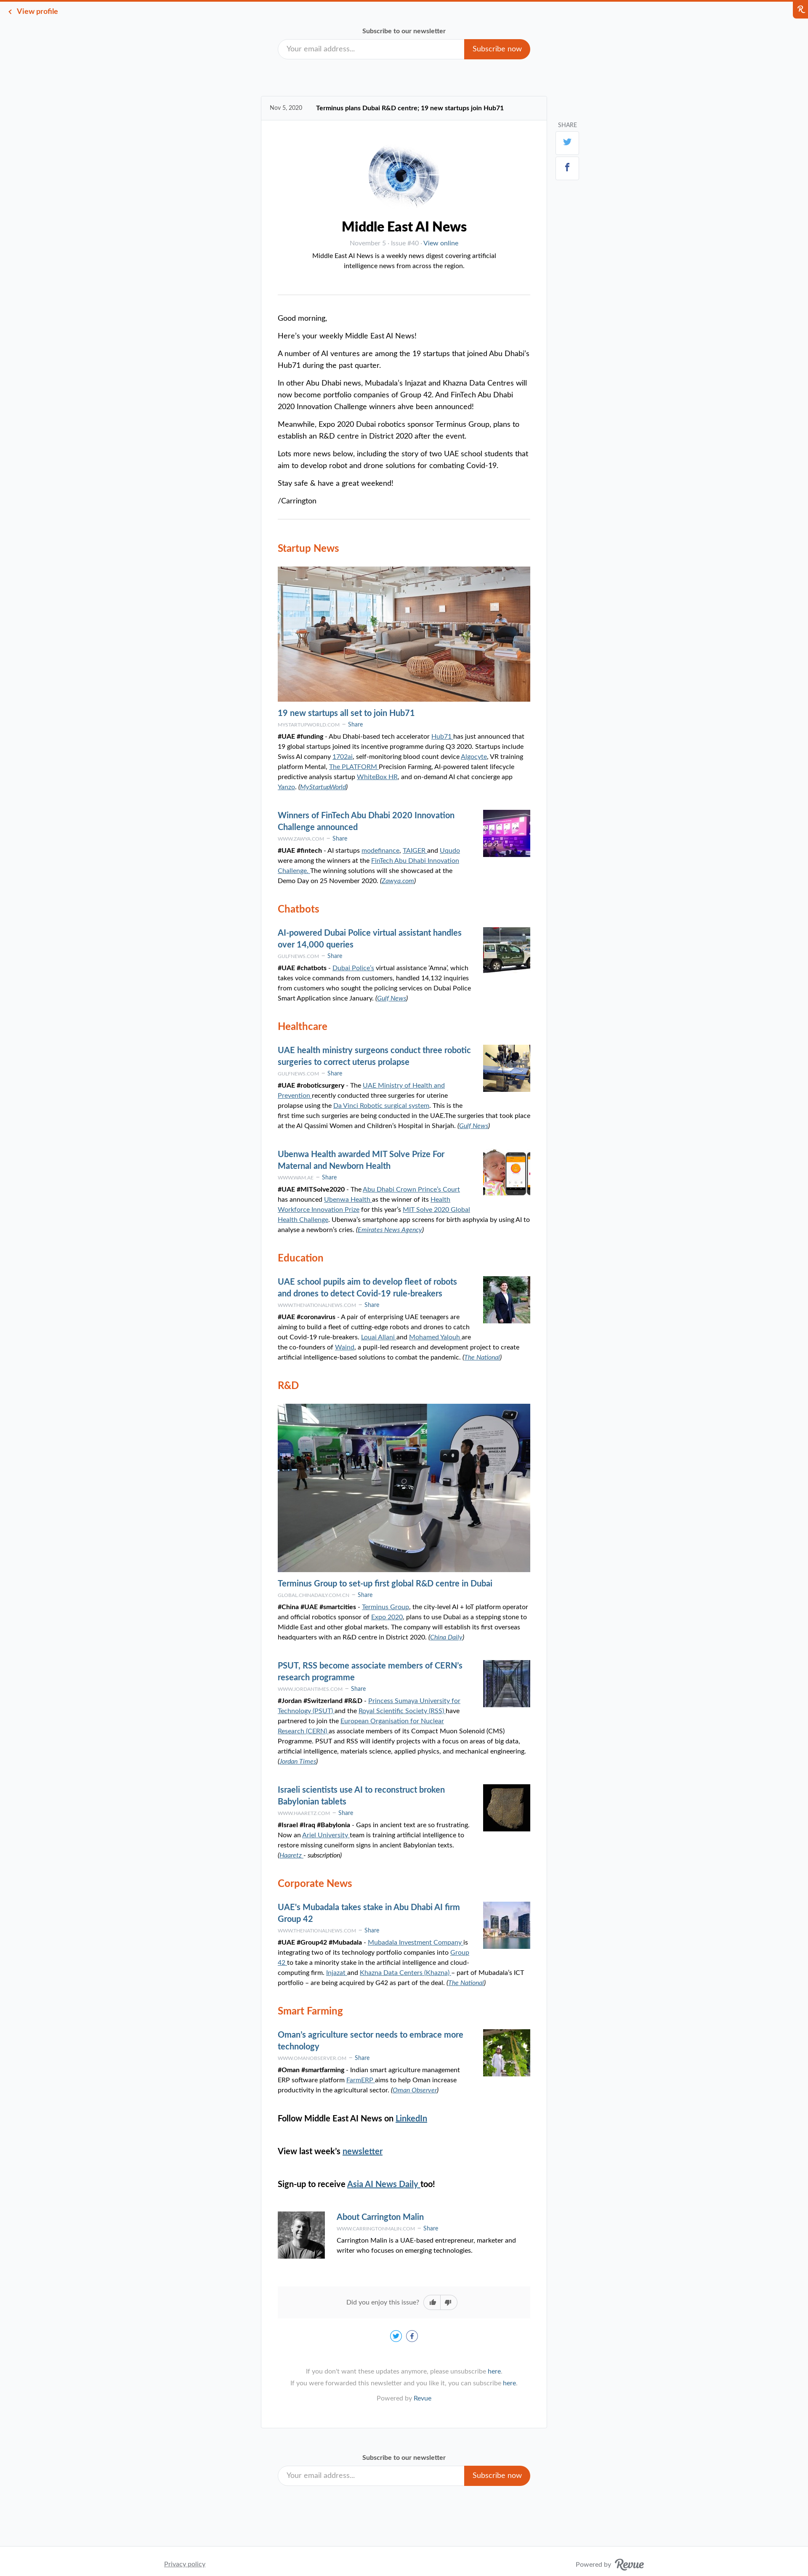 View profile
Subscribe to our newsletter
Your email address...
Subscribe now
Nov 5, 2020
Terminus plans Dubai R&D centre; 19 new startups join Hub71
SHARE
Middle East AI News
November 5 · Issue #40 · View online
Middle East AI News is a weekly news digest covering artificial
intelligence news from across the region.
Good morning,
Here's your weekly Middle East AI News!
A number of AI ventures are among the 19 startups that joined Abu Dhabi's
Hub71 during the past quarter.
In other Abu Dhabi news, Mubadala's Injazat and Khazna Data Centres will
now become portfolio companies of Group 42. And FinTech Abu Dhabi
2020 Innovation Challenge winners ahve been announced!
Meanwhile, Expo 2020 Dubai robotics sponsor Terminus Group, plans to
establish an R&D centre in District 2020 after the event.
Lots more news below, including the story of two UAE school students that
aim to develop robot and drone solutions for combating Covid-19.
Stay safe & have a great weekend!
/Carrington
Startup News
19 new startups all set to join Hub71
MYSTARTUPWORLD.COM – Share
#UAE #funding - Abu Dhabi-based tech accelerator Hub71 has just announced that
19 global startups joined its incentive programme during Q3 2020. Startups include
Swiss AI company 1702ai, self-monitoring blood count device Algocyte, VR training
platform Mental, The PLATFORM Precision Farming, AI-powered talent lifecycle
predictive analysis startup WhiteBox HR, and on-demand AI chat concierge app
Yanzo. (MyStartupWorld)
Winners of FinTech Abu Dhabi 2020 Innovation
Challenge announced
WWW.ZAWYA.COM – Share
#UAE #fintech - AI startups modefinance, TAIGER and Uqudo
were among the winners at the FinTech Abu Dhabi Innovation
Challenge. The winning solutions will she showcased at the
Demo Day on 25 November 2020. (Zawya.com)
Chatbots
AI-powered Dubai Police virtual assistant handles
over 14,000 queries
GULFNEWS.COM – Share
#UAE #chatbots - Dubai Police's virtual assistance 'Amna', which
takes voice commands from customers, handled 14,132 inquiries
from customers who sought the policing services on Dubai Police
Smart Application since January. (Gulf News)
Healthcare
UAE health ministry surgeons conduct three robotic
surgeries to correct uterus prolapse
GULFNEWS.COM – Share
#UAE #roboticsurgery - The UAE Ministry of Health and
Prevention recently conducted three surgeries for uterine
prolapse using the Da Vinci Robotic surgical system. This is the
first time such surgeries are being conducted in the UAE.The surgeries that took place
at the Al Qassimi Women and Children's Hospital in Sharjah. (Gulf News)
Ubenwa Health awarded MIT Solve Prize For
Maternal and Newborn Health
WWW.WAM.AE – Share
#UAE #MITSolve2020 - The Abu Dhabi Crown Prince's Court
has announced Ubenwa Health as the winner of its Health
Workforce Innovation Prize for this year's MIT Solve 2020 Global
Health Challenge. Ubenwa's smartphone app screens for birth asphyxia by using AI to
analyse a newborn's cries. (Emirates News Agency)
Education
UAE school pupils aim to develop fleet of robots
and drones to detect Covid-19 rule-breakers
WWW.THENATIONALNEWS.COM – Share
#UAE #coronavirus - A pair of enterprising UAE teenagers are
aiming to build a fleet of cutting-edge robots and drones to catch
out Covid-19 rule-breakers. Louai Allani and Mohamed Yalouh are
the co-founders of Waind, a pupil-led research and development project to create
artificial intelligence-based solutions to combat the pandemic. (The National)
R&D
Terminus Group to set-up first global R&D centre in Dubai
GLOBAL.CHINADAILY.COM.CN – Share
#China #UAE #smartcities - Terminus Group, the city-level AI + IoT platform operator
and official robotics sponsor of Expo 2020, plans to use Dubai as a stepping stone to
Middle East and other global markets. The company will establish its first overseas
headquarters with an R&D centre in District 2020. (China Daily)
PSUT, RSS become associate members of CERN's
research programme
WWW.JORDANTIMES.COM – Share
#Jordan #Switzerland #R&D - Princess Sumaya University for
Technology (PSUT) and the Royal Scientific Society (RSS) have
partnered to join the European Organisation for Nuclear
Research (CERN) as associate members of its Compact Muon Solenoid (CMS)
Programme. PSUT and RSS will identify projects with a focus on areas of big data,
artificial intelligence, materials science, applied physics, and mechanical engineering.
(Jordan Times)
Israeli scientists use AI to reconstruct broken
Babylonian tablets
WWW.HAARETZ.COM – Share
#Israel #Iraq #Babylonia - Gaps in ancient text are so frustrating.
Now an Ariel University team is training artificial intelligence to
restore missing cuneiform signs in ancient Babylonian texts.
(Haaretz - subscription)
Corporate News
UAE's Mubadala takes stake in Abu Dhabi AI firm
Group 42
WWW.THENATIONALNEWS.COM – Share
#UAE #Group42 #Mubadala - Mubadala Investment Company is
integrating two of its technology portfolio companies into Group
42 to take a minority stake in the artificial intelligence and cloud-
computing firm. Injazat and Khazna Data Centers (Khazna) – part of Mubadala's ICT
portfolio – are being acquired by G42 as part of the deal. (The National)
Smart Farming
Oman's agriculture sector needs to embrace more
technology
WWW.OMANOBSERVER.OM – Share
#Oman #smartfarming - Indian smart agriculture management
ERP software platform FarmERP aims to help Oman increase
productivity in the agricultural sector. (Oman Observer)
Follow Middle East AI News on LinkedIn
View last week's newsletter
Sign-up to receive Asia AI News Daily too!
About Carrington Malin
WWW.CARRINGTONMALIN.COM – Share
Carrington Malin is a UAE-based entrepreneur, marketer and
writer who focuses on emerging technologies.
Did you enjoy this issue?
If you don't want these updates anymore, please unsubscribe here.
If you were forwarded this newsletter and you like it, you can subscribe here.
Powered by Revue
Subscribe to our newsletter
Your email address...
Subscribe now
Privacy policy
Powered by Revue